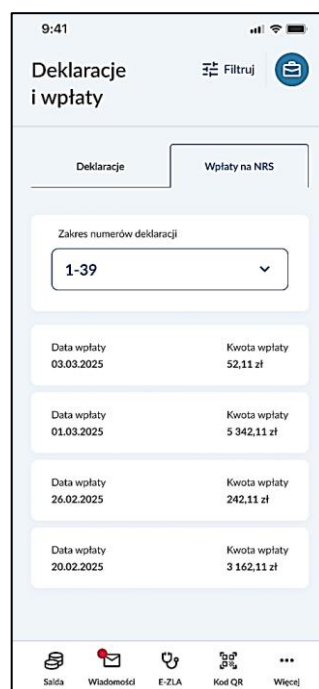 9:41
Deklaracje
i wpłaty
Filtruj
Deklaracje
Wpłaty na NRS
Zakres numerów deklaracji
1-39
Data wpłaty Kwota wpłaty
03.03.2025 52,11 zł
Data wpłaty Kwota wpłaty
01.03.2025 5 342,11 zł
Data wpłaty Kwota wpłaty
26.02.2025 242,11 zł
Data wpłaty Kwota wpłaty
20.02.2025 3 162,11 zł
Salda Wiadomości E-ZLA Kod QR Więcej